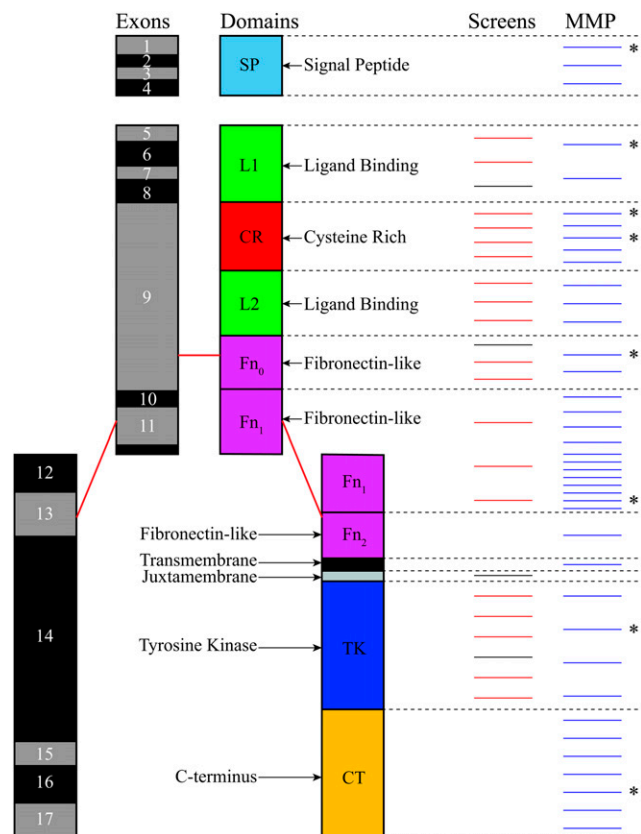 Exons Domains Screens MMP
1 *
2
SP Signal Peptide
3
4
5
6 *
L1 Ligand Binding
7
8
*
CR Cysteine Rich *
9
L2 Ligand Binding
*
Fn0 Fibronectin-like
10
11 Fn1 Fibronectin-like
12
Fn1
13 *
Fibronectin-like Fn2
Transmembrane
Juxtamembrane
*
14
Tyrosine Kinase TK
15
16 C-terminus CT
*
17